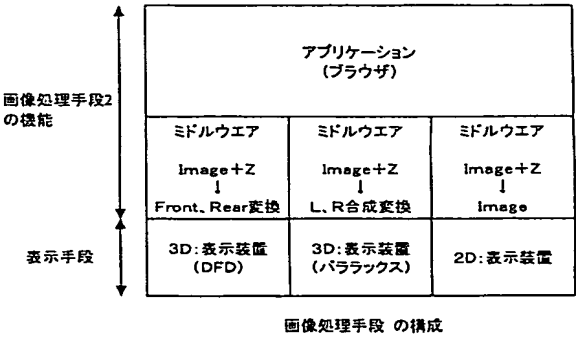 アプリケーション
(ブラウザ)
画像処理手段2
の機能
ミドルウエア
Image+Z
↓
Front、Rear変換
ミドルウエア
Image+Z
↓
L、R合成変換
ミドルウエア
Image+Z
↓
Image
表示手段
3D:表示装置
(DFD)
3D:表示装置
(パララックス)
2D:表示装置
画像処理手段 の構成